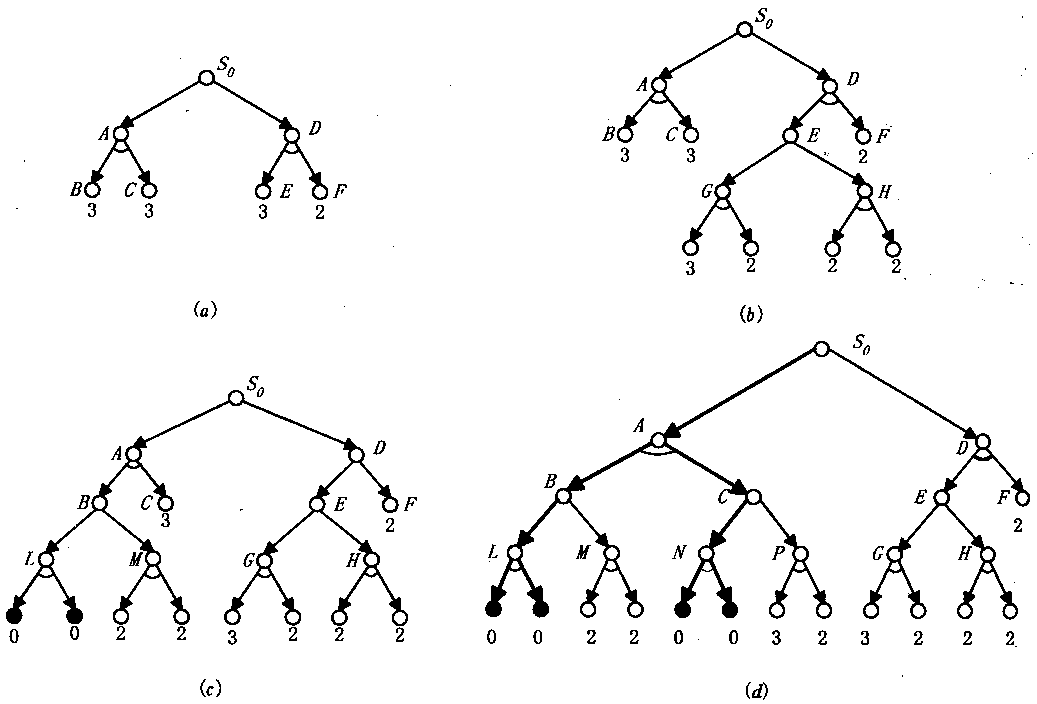 S0
A D
B C E F
3 3 3 2
(a)
S0
A D
B C E F
3 3 2
G H
3 2 2 2
(b)
S0
A D
B C E F
3 2
L M G H
0 0 2 2 3 2 2 2
(c)
S0
A D
B C E F
2
L M N P G H
0 0 2 2 0 0 3 2 3 2 2 2
(d)